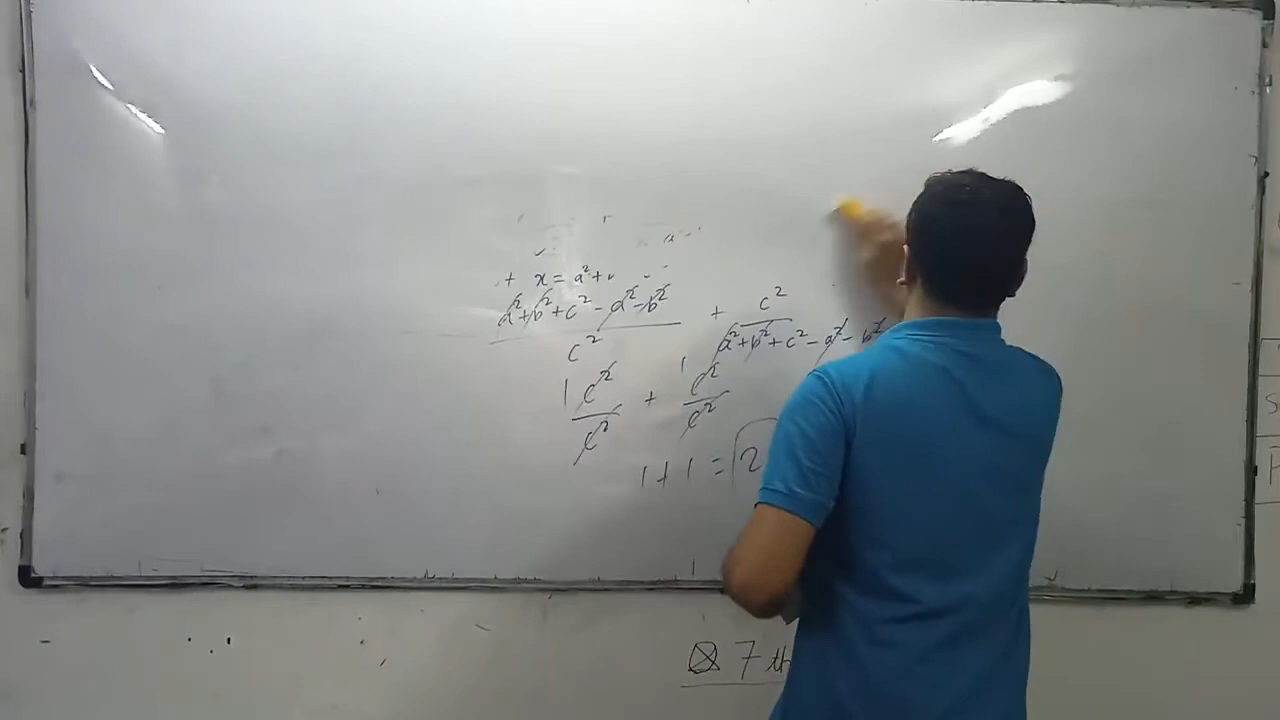 x = a²+
a²+b²+c²-a²-b² / c² + c² / a²+b²+c²-a²-b²
1 c²/c² + 1 c²/c²
1 + 1 = 2
Q 7 th